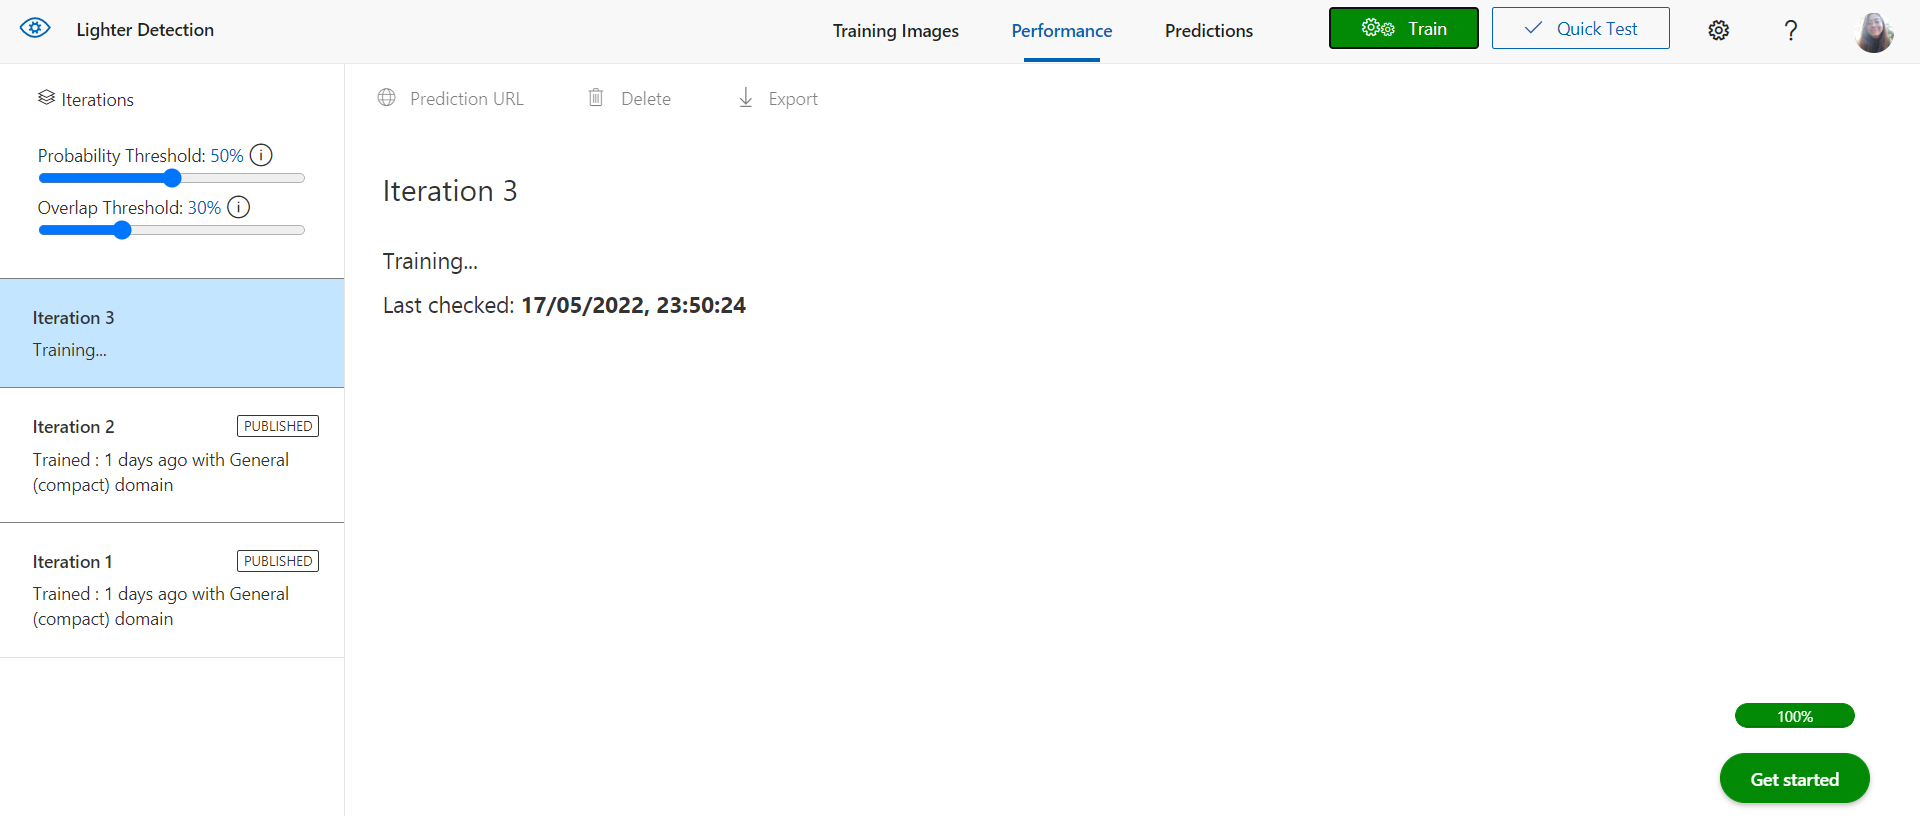 Lighter Detection
Training Images
Performance
Predictions
Train
Quick Test
?
Iterations
Probability Threshold: 50% i
Overlap Threshold: 30% i
Iteration 3
Training...
Iteration 2
PUBLISHED
Trained : 1 days ago with General
(compact) domain
Iteration 1
PUBLISHED
Trained : 1 days ago with General
(compact) domain
Prediction URL
Delete
Export
Iteration 3
Training...
Last checked: 17/05/2022, 23:50:24
100%
Get started